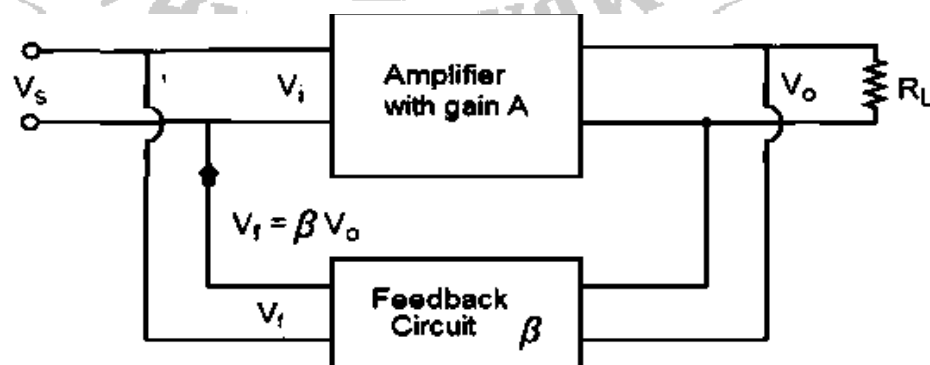 Vs
Vi
Amplifier
with gain A
Vo
RL
Vf = β Vo
Vf
Feedback
Circuit β